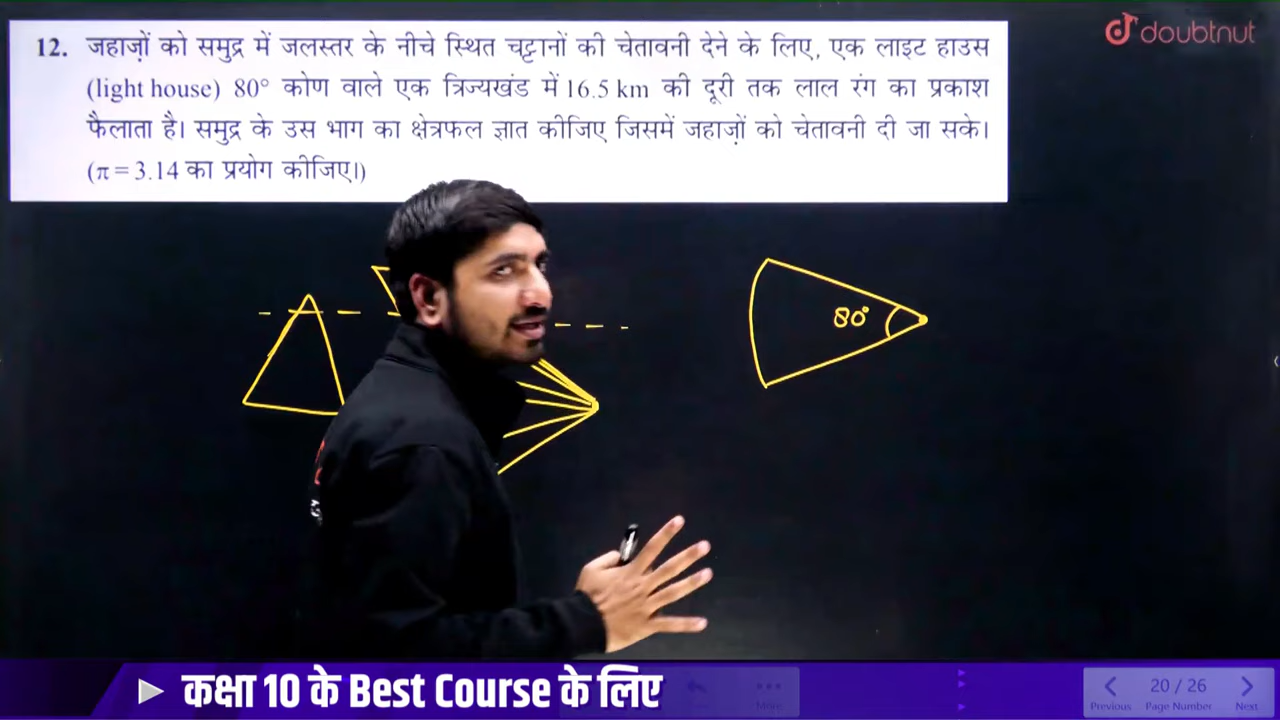 12. जहाज़ों को समुद्र में जलस्तर के नीचे स्थित चट्टानों की चेतावनी देने के लिए, एक लाइट हाउस
(light house) 80° कोण वाले एक त्रिज्यखंड में 16.5 km की दूरी तक लाल रंग का प्रकाश
फैलाता है। समुद्र के उस भाग का क्षेत्रफल ज्ञात कीजिए जिसमें जहाज़ों को चेतावनी दी जा सके।
(π = 3.14 का प्रयोग कीजिए।)
doubtnut
80°
कक्षा 10 के Best Course के लिए
More
Previous
20 / 26
Page Number
Next